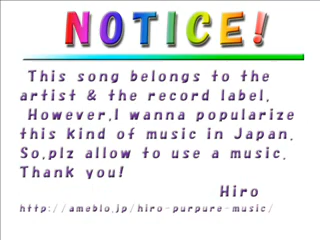 NOTICE!
This song belongs to the
artist & the record label.
However,I wanna popularize
this kind of music in Japan.
So,plz allow to use a music.
Thank you!
Hiro
http://ameblo.jp/hiro-purpure-music/